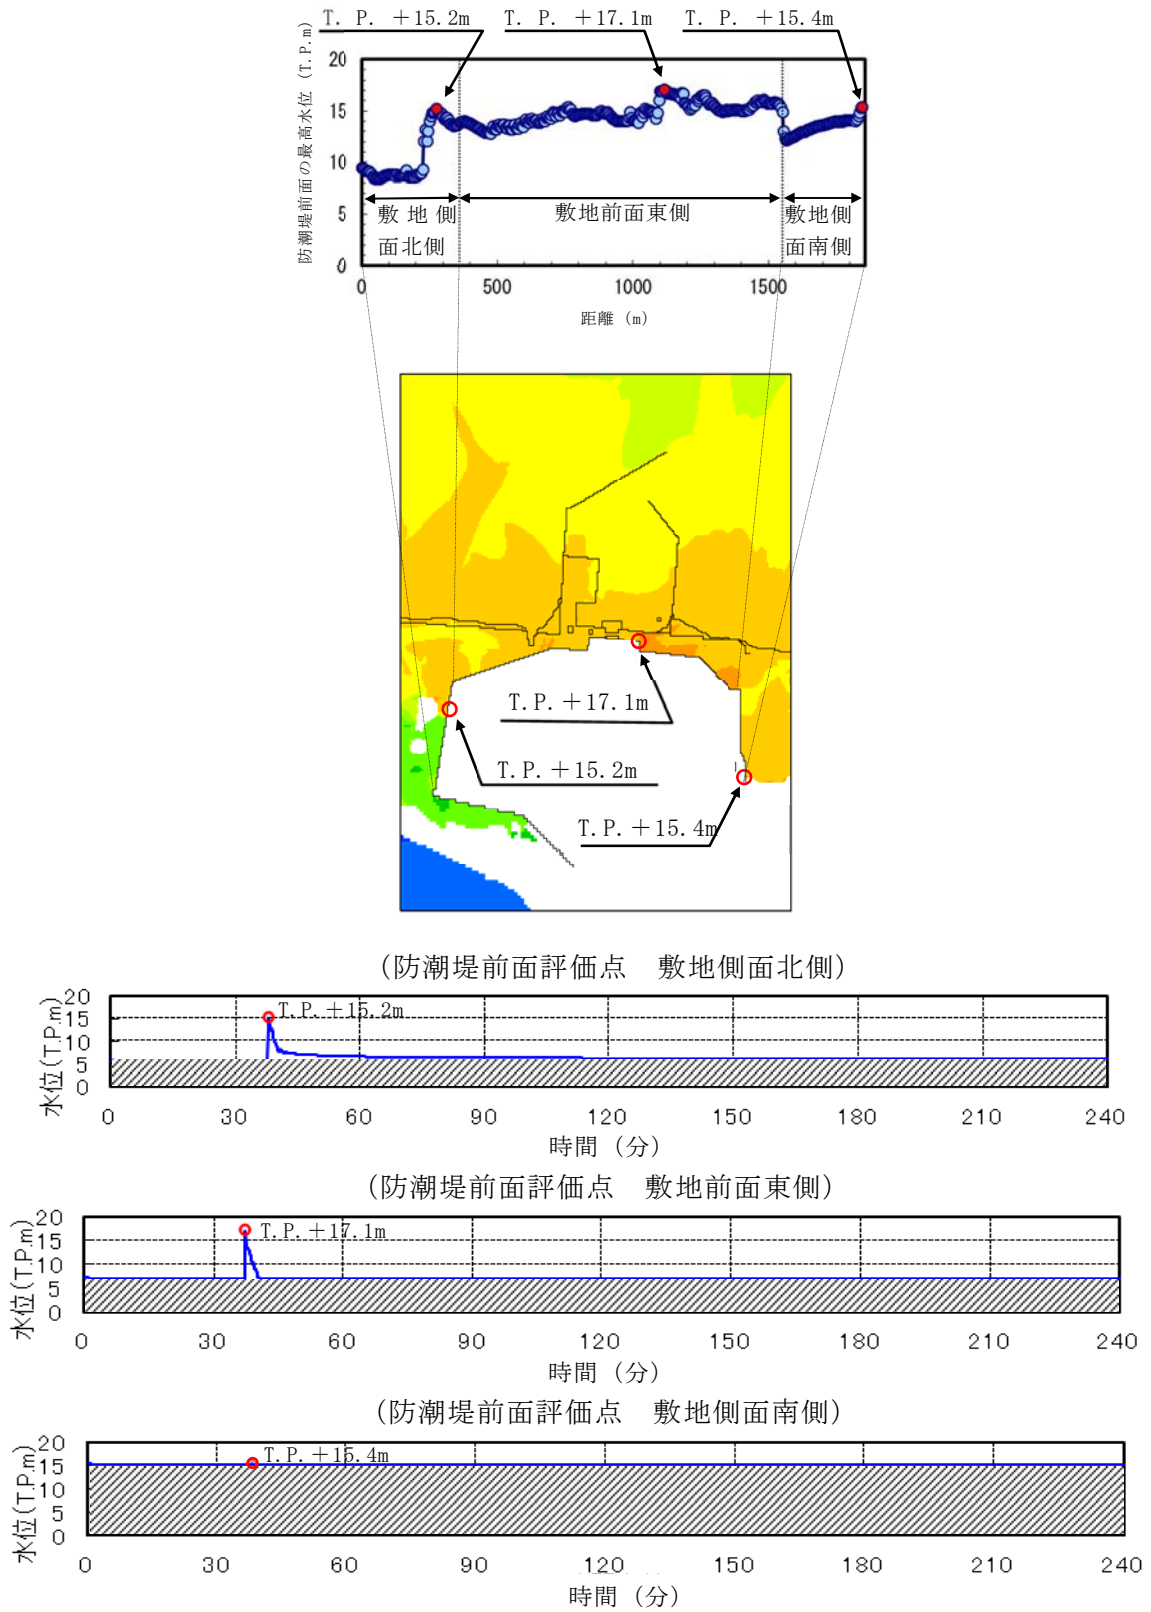 T. P. ＋15.2m　T. P. ＋17.1m　T. P. ＋15.4m
防潮堤前面の最高水位 (T.P.m)
20
15
10
5
0
敷地側　敷地前面東側　敷地側
面北側　面南側
0　500　1000　1500
距離 (m)
T.P.＋17.1m
T.P.＋15.2m
T.P.＋15.4m
(防潮堤前面評価点　敷地側面北側)
水位(T.P.m)
20
15
10
5
0
T.P.＋15.2m
0　30　60　90　120　150　180　210　240
時間 (分)
(防潮堤前面評価点　敷地前面東側)
水位(T.P.m)
20
15
10
5
0
T.P.＋17.1m
0　30　60　90　120　150　180　210　240
時間 (分)
(防潮堤前面評価点　敷地側面南側)
水位(T.P.m)
20
15
10
5
0
T.P.＋15.4m
0　30　60　90　120　150　180　210　240
時間 (分)